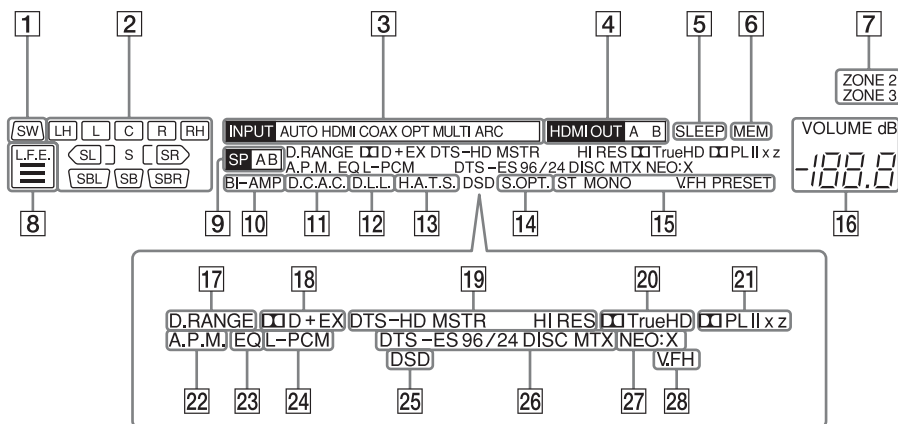 1 2 3 4 5 6 7
ZONE 2
ZONE 3
SW LH L C R RH INPUT AUTO HDMI COAX OPT MULTI ARC HDMI OUT A B SLEEP MEM VOLUME dB
L.F.E. SL S SR SP A B D.RANGE D+EX DTS-HD MSTR HI RES TrueHD PLII x z
SBL SB SBR A.P.M. EQ L-PCM DTS-ES 96/24 DISC MTX NEO:X
BI-AMP D.C.A.C. D.L.L. H.A.T.S. DSD S.OPT. ST MONO V.FH PRESET -188.8
8 9 10 11 12 13 14 15 16
17 18 19 20 21
D.RANGE D+EX DTS-HD MSTR HI RES TrueHD PLII x z
A.P.M. EQ L-PCM DTS-ES 96/24 DISC MTX NEO:X
DSD V.FH
22 23 24 25 26 27 28